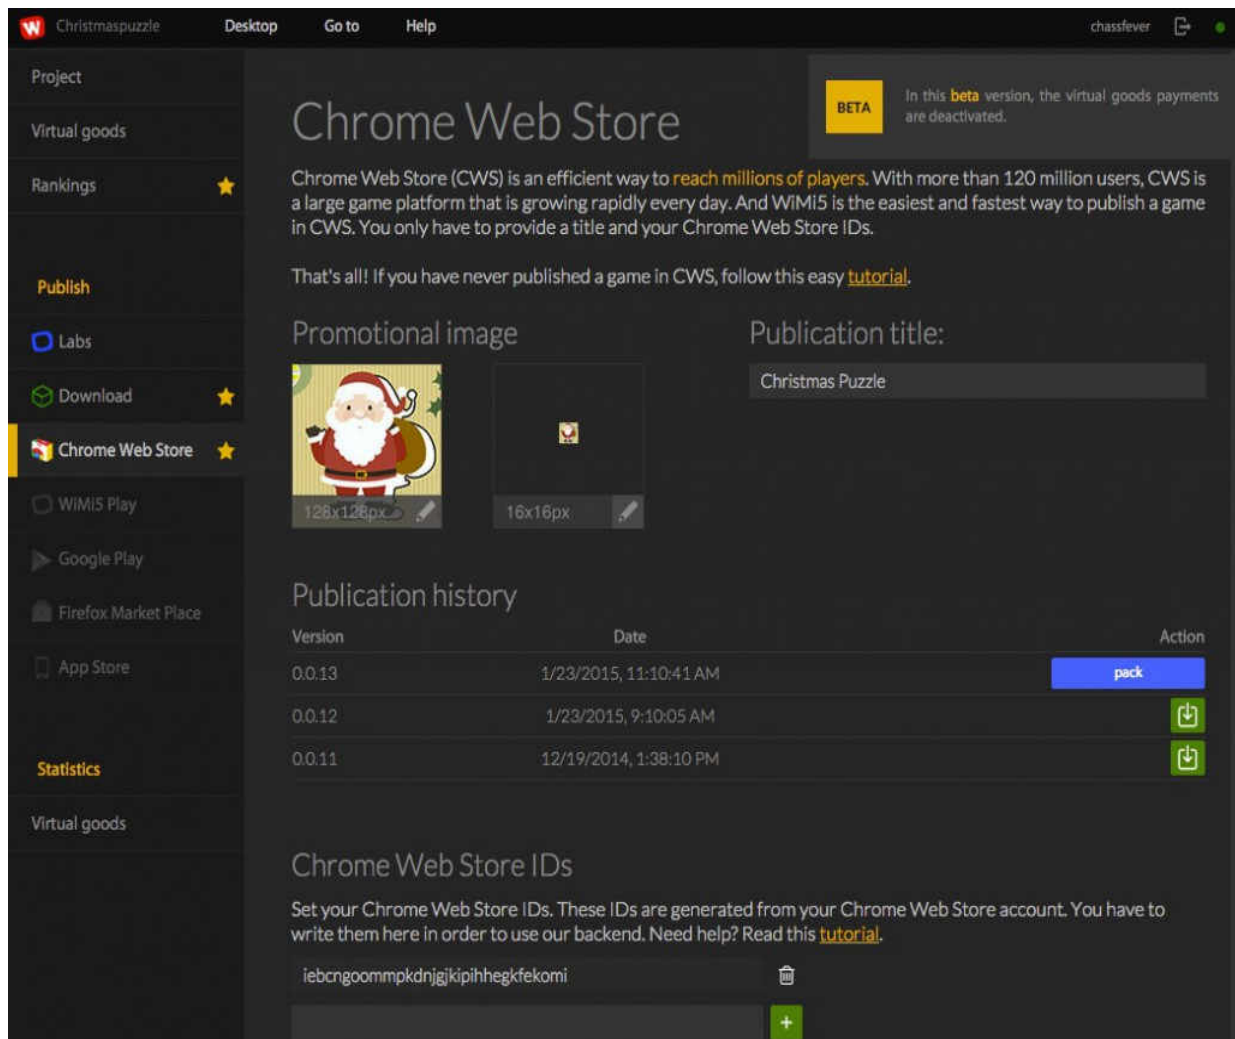 Christmaspuzzle Desktop Go to Help chassfever
Project
Virtual goods
Rankings
Publish
Labs
Download
Chrome Web Store
WiMi5 Play
Google Play
Firefox Market Place
App Store
Statistics
Virtual goods
BETA
In this beta version, the virtual goods payments
are deactivated.
Chrome Web Store
Chrome Web Store (CWS) is an efficient way to reach millions of players. With more than 120 million users, CWS is
a large game platform that is growing rapidly every day. And WiMi5 is the easiest and fastest way to publish a game
in CWS. You only have to provide a title and your Chrome Web Store IDs.
That's all! If you have never published a game in CWS, follow this easy tutorial.
Promotional image
128x128px
16x16px
Publication title:
Christmas Puzzle
Publication history
Version Date Action
0.0.13 1/23/2015, 11:10:41 AM pack
0.0.12 1/23/2015, 9:10:05 AM
0.0.11 12/19/2014, 1:38:10 PM
Chrome Web Store IDs
Set your Chrome Web Store IDs. These IDs are generated from your Chrome Web Store account. You have to
write them here in order to use our backend. Need help? Read this tutorial.
iebcngoommpkdnjgjkipihhegkfekomi